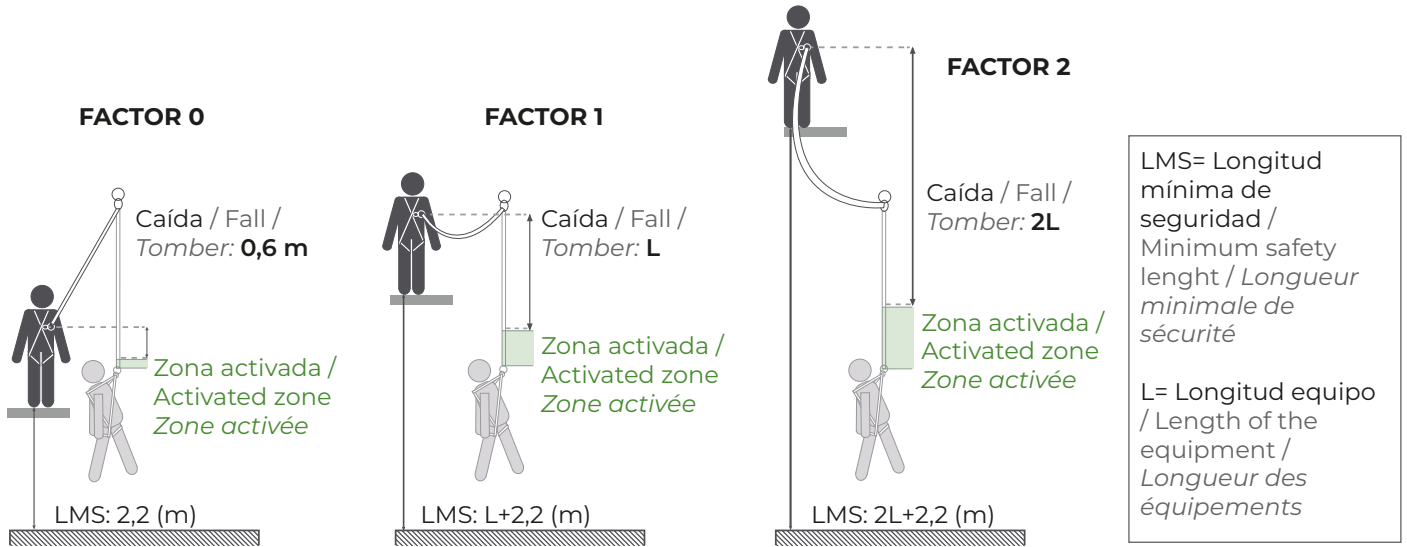 FACTOR 0
Caída / Fall /
Tomber: 0,6 m
Zona activada /
Activated zone
Zone activée
LMS: 2,2 (m)
FACTOR 1
Caída / Fall /
Tomber: L
Zona activada /
Activated zone
Zone activée
LMS: L+2,2 (m)
FACTOR 2
Caída / Fall /
Tomber: 2L
Zona activada /
Activated zone
Zone activée
LMS: 2L+2,2 (m)
LMS= Longitud
mínima de
seguridad /
Minimum safety
lenght / Longueur
minimale de
sécurité
L= Longitud equipo
/ Length of the
equipment /
Longueur des
équipements